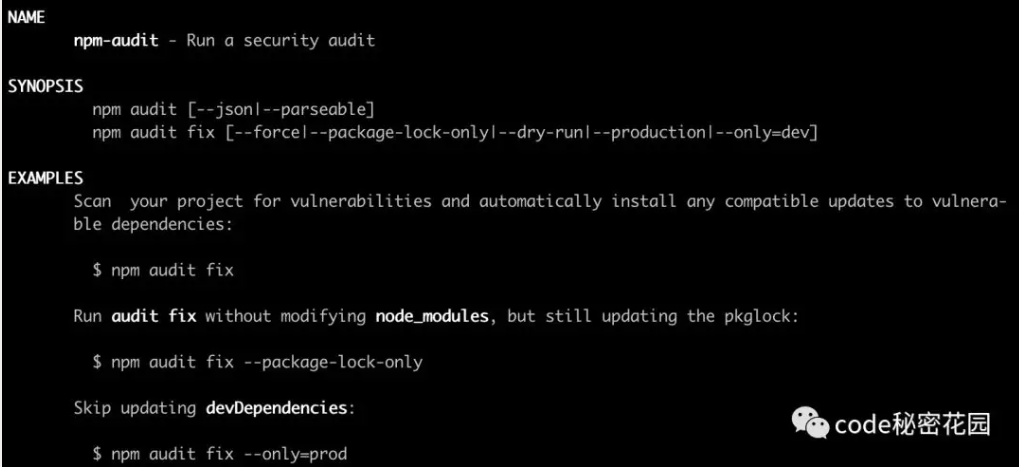 NAME
npm-audit - Run a security audit
SYNOPSIS
npm audit [--json|--parseable]
npm audit fix [--force|--package-lock-only|--dry-run|--production|--only=dev]
EXAMPLES
Scan  your project for vulnerabilities and automatically install any compatible updates to vulnera-
ble dependencies:
$ npm audit fix
Run audit fix without modifying node_modules, but still updating the pkglock:
$ npm audit fix --package-lock-only
Skip updating devDependencies:
$ npm audit fix --only=prod
code秘密花园